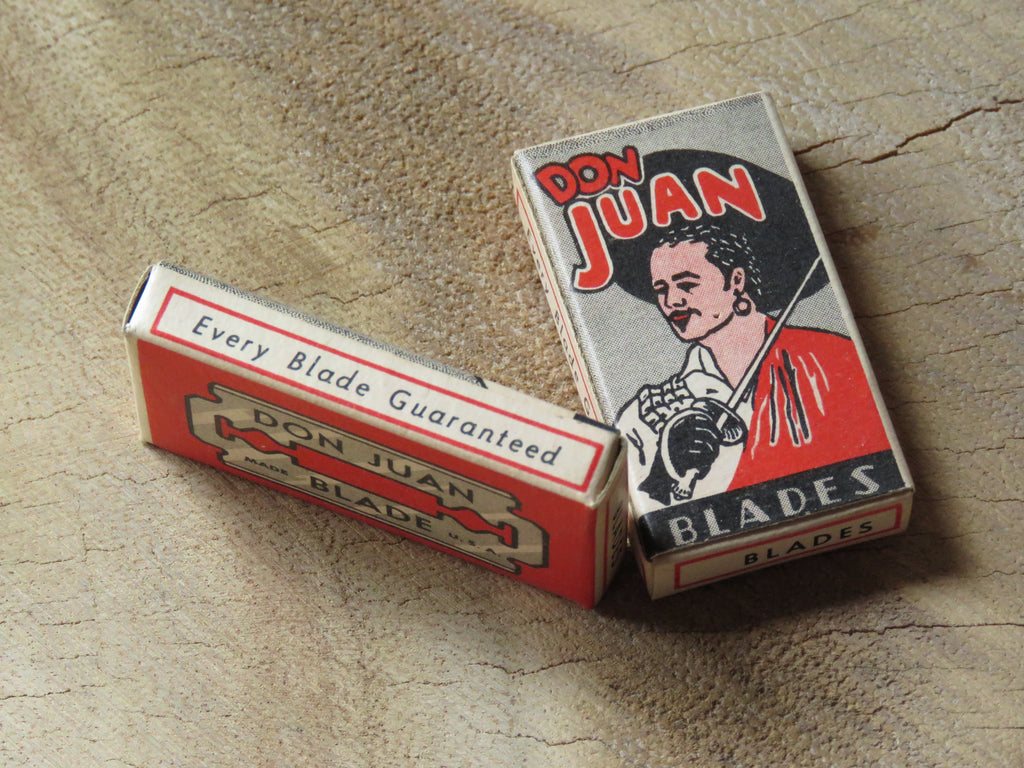 Every Blade Guaranteed
DON JUAN
MADE BLADE U.S.A.
DON
JUAN
BLADES
BLADES